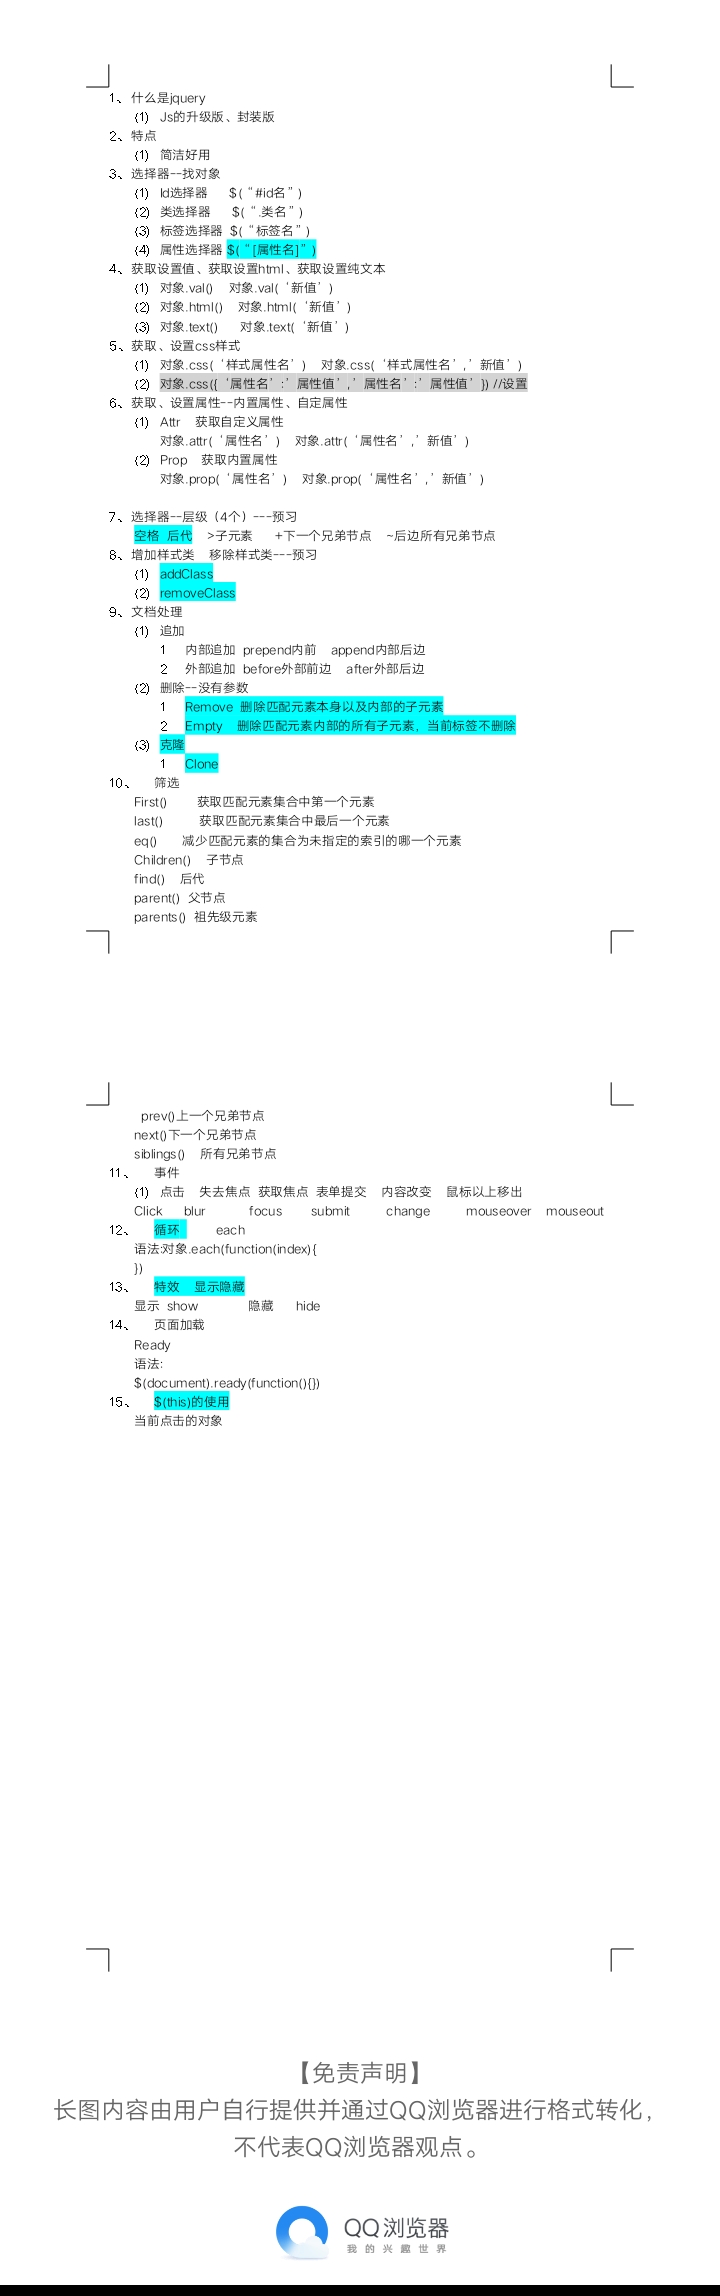 1、什么是jquery
(1) Js的升级版、封装版
2、特点
(1) 简洁好用
3、选择器--找对象
(1) Id选择器 $(“#id名”)
(2) 类选择器 $(“.类名”)
(3) 标签选择器 $(“标签名”)
(4) 属性选择器 $(“[属性名]”)
4、获取设置值、获取设置html、获取设置纯文本
(1) 对象.val() 对象.val(‘新值’)
(2) 对象.html() 对象.html(‘新值’)
(3) 对象.text() 对象.text(‘新值’)
5、获取、设置css样式
(1) 对象.css(‘样式属性名’) 对象.css(‘样式属性名’,’新值’)
(2) 对象.css({‘属性名’:’属性值’,’属性名’:’属性值’}) //设置
6、获取、设置属性--内置属性、自定属性
(1) Attr 获取自定义属性
对象.attr(‘属性名’) 对象.attr(‘属性名’,’新值’)
(2) Prop 获取内置属性
对象.prop(‘属性名’) 对象.prop(‘属性名’,’新值’)
7、选择器--层级（4个）---预习
空格 后代 >子元素 +下一个兄弟节点 ~后边所有兄弟节点
8、增加样式类 移除样式类---预习
(1) addClass
(2) removeClass
9、文档处理
(1) 追加
1 内部追加 prepend内前 append内部后边
2 外部追加 before外部前边 after外部后边
(2) 删除--没有参数
1 Remove 删除匹配元素本身以及内部的子元素
2 Empty 删除匹配元素内部的所有子元素，当前标签不删除
(3) 克隆
1 Clone
10、 筛选
First() 获取匹配元素集合中第一个元素
last() 获取匹配元素集合中最后一个元素
eq() 减少匹配元素的集合为未指定的索引的哪一个元素
Children() 子节点
find() 后代
parent() 父节点
parents() 祖先级元素
prev()上一个兄弟节点
next()下一个兄弟节点
siblings() 所有兄弟节点
11、 事件
(1) 点击 失去焦点 获取焦点 表单提交 内容改变 鼠标以上移出
Click blur focus submit change mouseover mouseout
12、 循环 each
语法:对象.each(function(index){
})
13、 特效 显示隐藏
显示 show 隐藏 hide
14、 页面加载
Ready
语法:
$(document).ready(function(){})
15、 $(this)的使用
当前点击的对象
【免责声明】
长图内容由用户自行提供并通过QQ浏览器进行格式转化，
不代表QQ浏览器观点。
QQ浏览器
我的兴趣世界